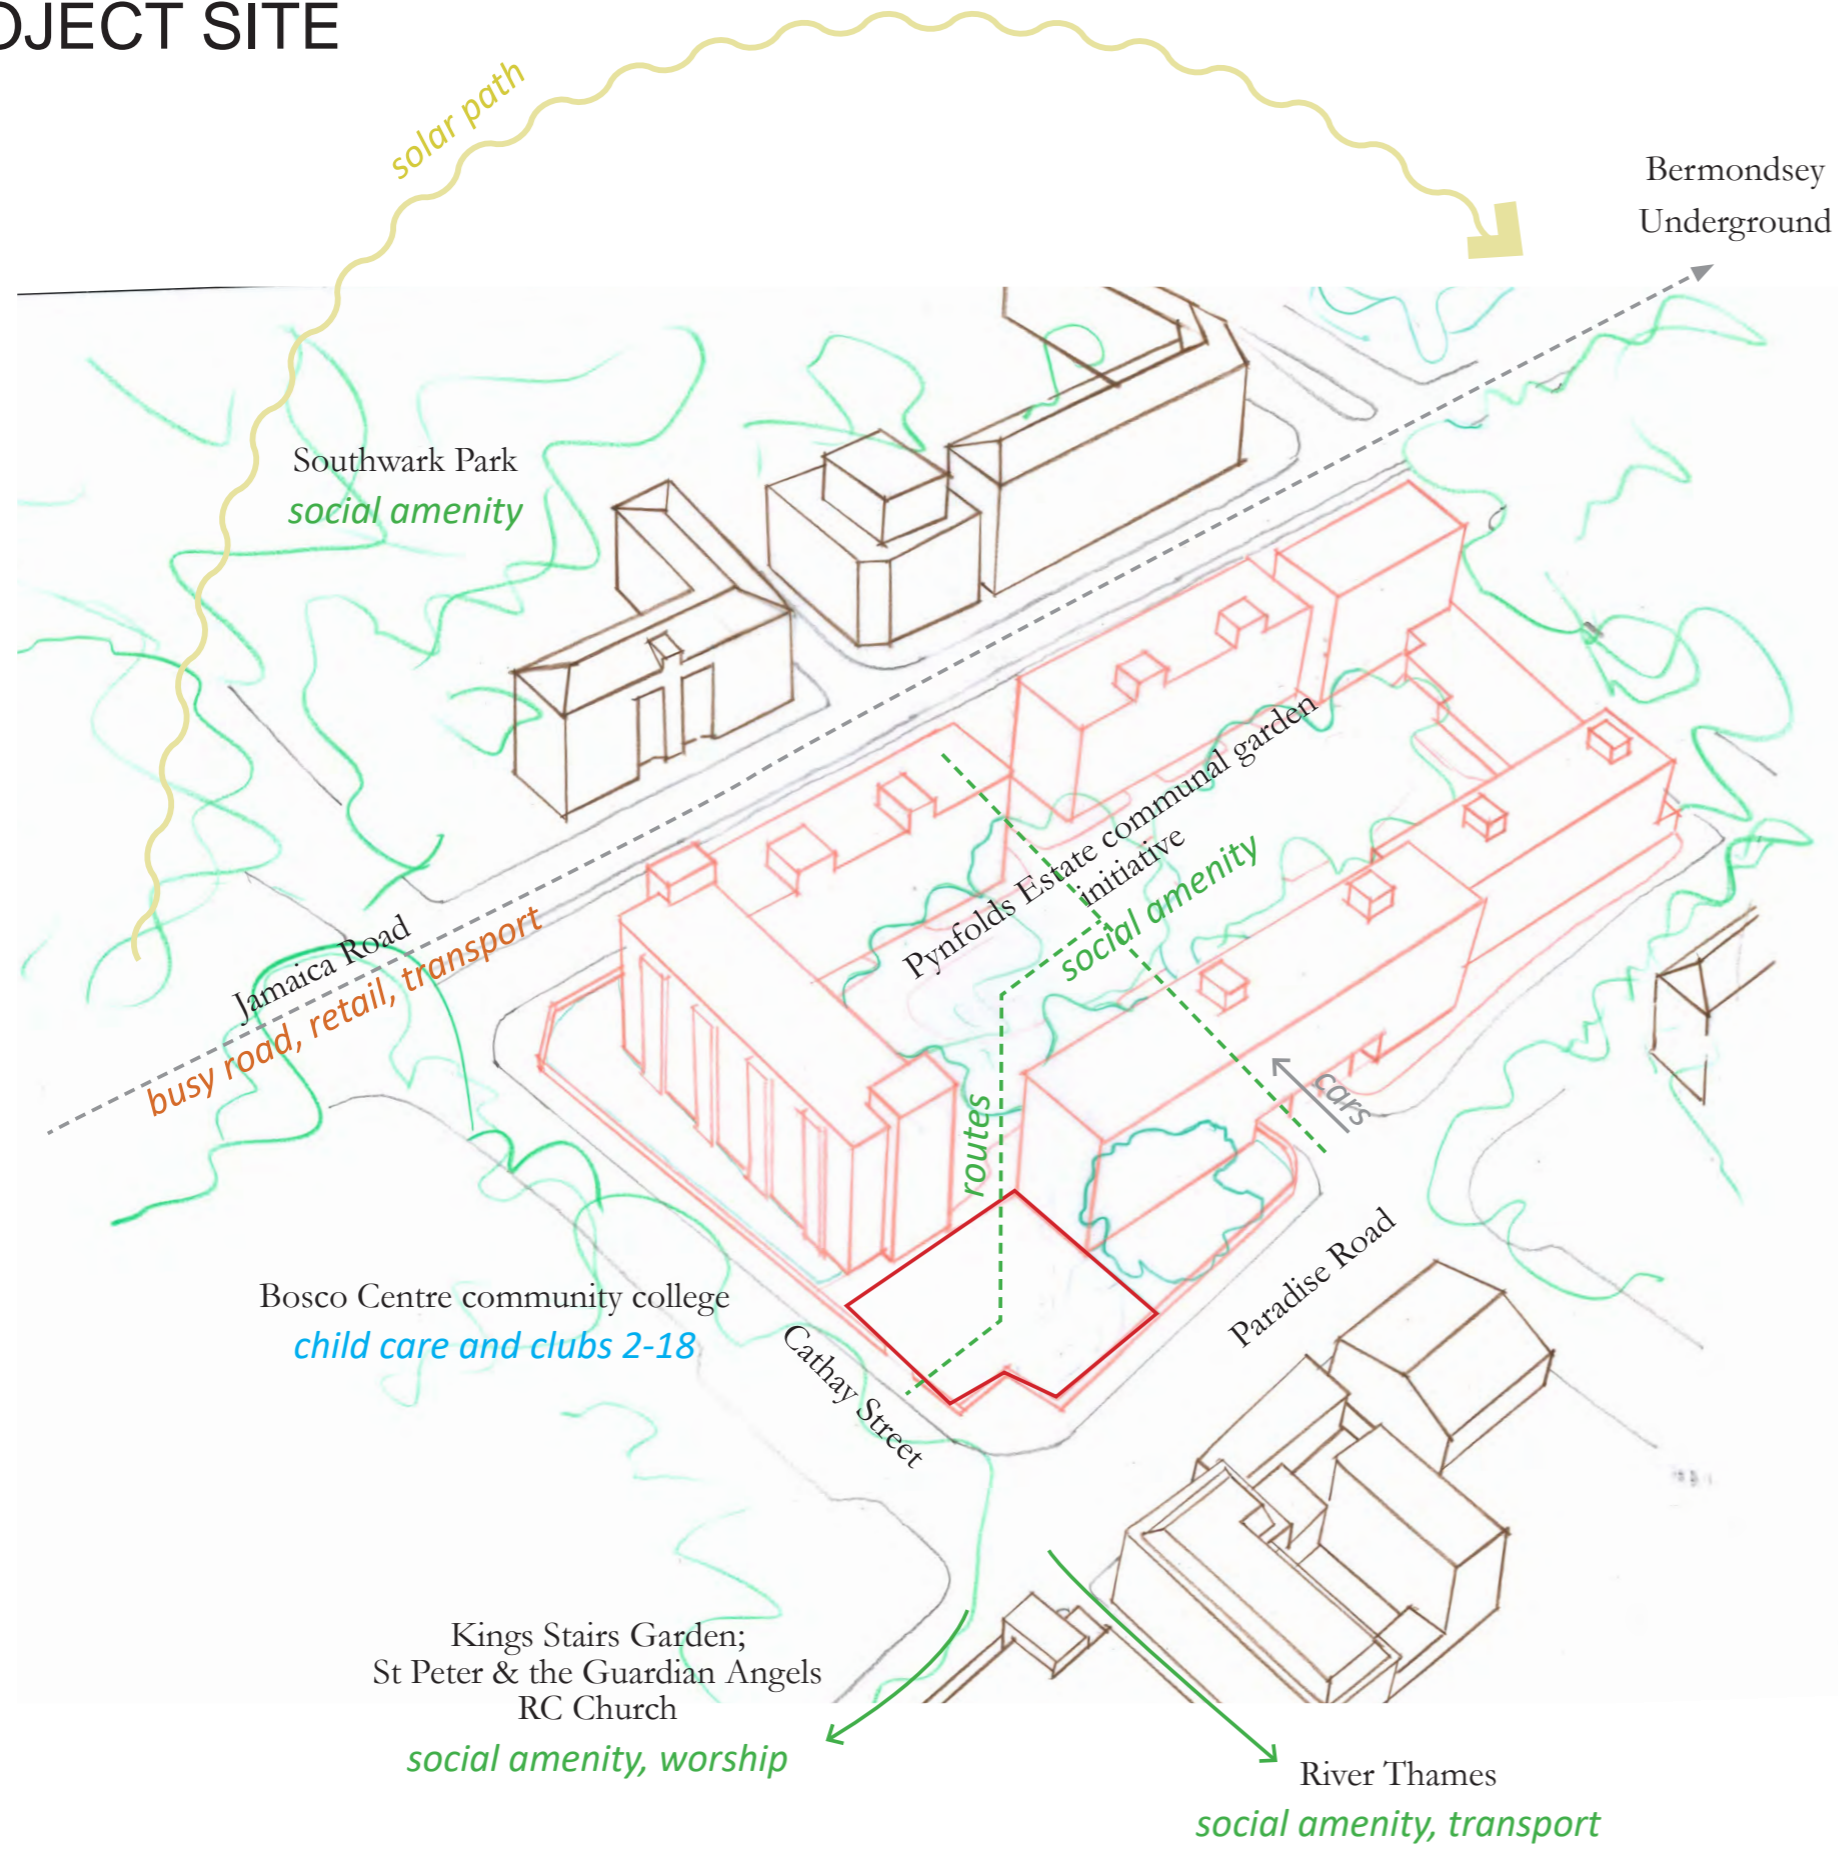 OJECT SITE
solar path
Bermondsey
Underground
Southwark Park
social amenity
Pynfolds Estate communal garden
initiative
social amenity
Jamaica Road
busy road, retail, transport
cars
routes
Paradise Road
Bosco Centre community college
child care and clubs 2-18
Cathay Street
Kings Stairs Garden;
St Peter & the Guardian Angels
RC Church
social amenity, worship
River Thames
social amenity, transport